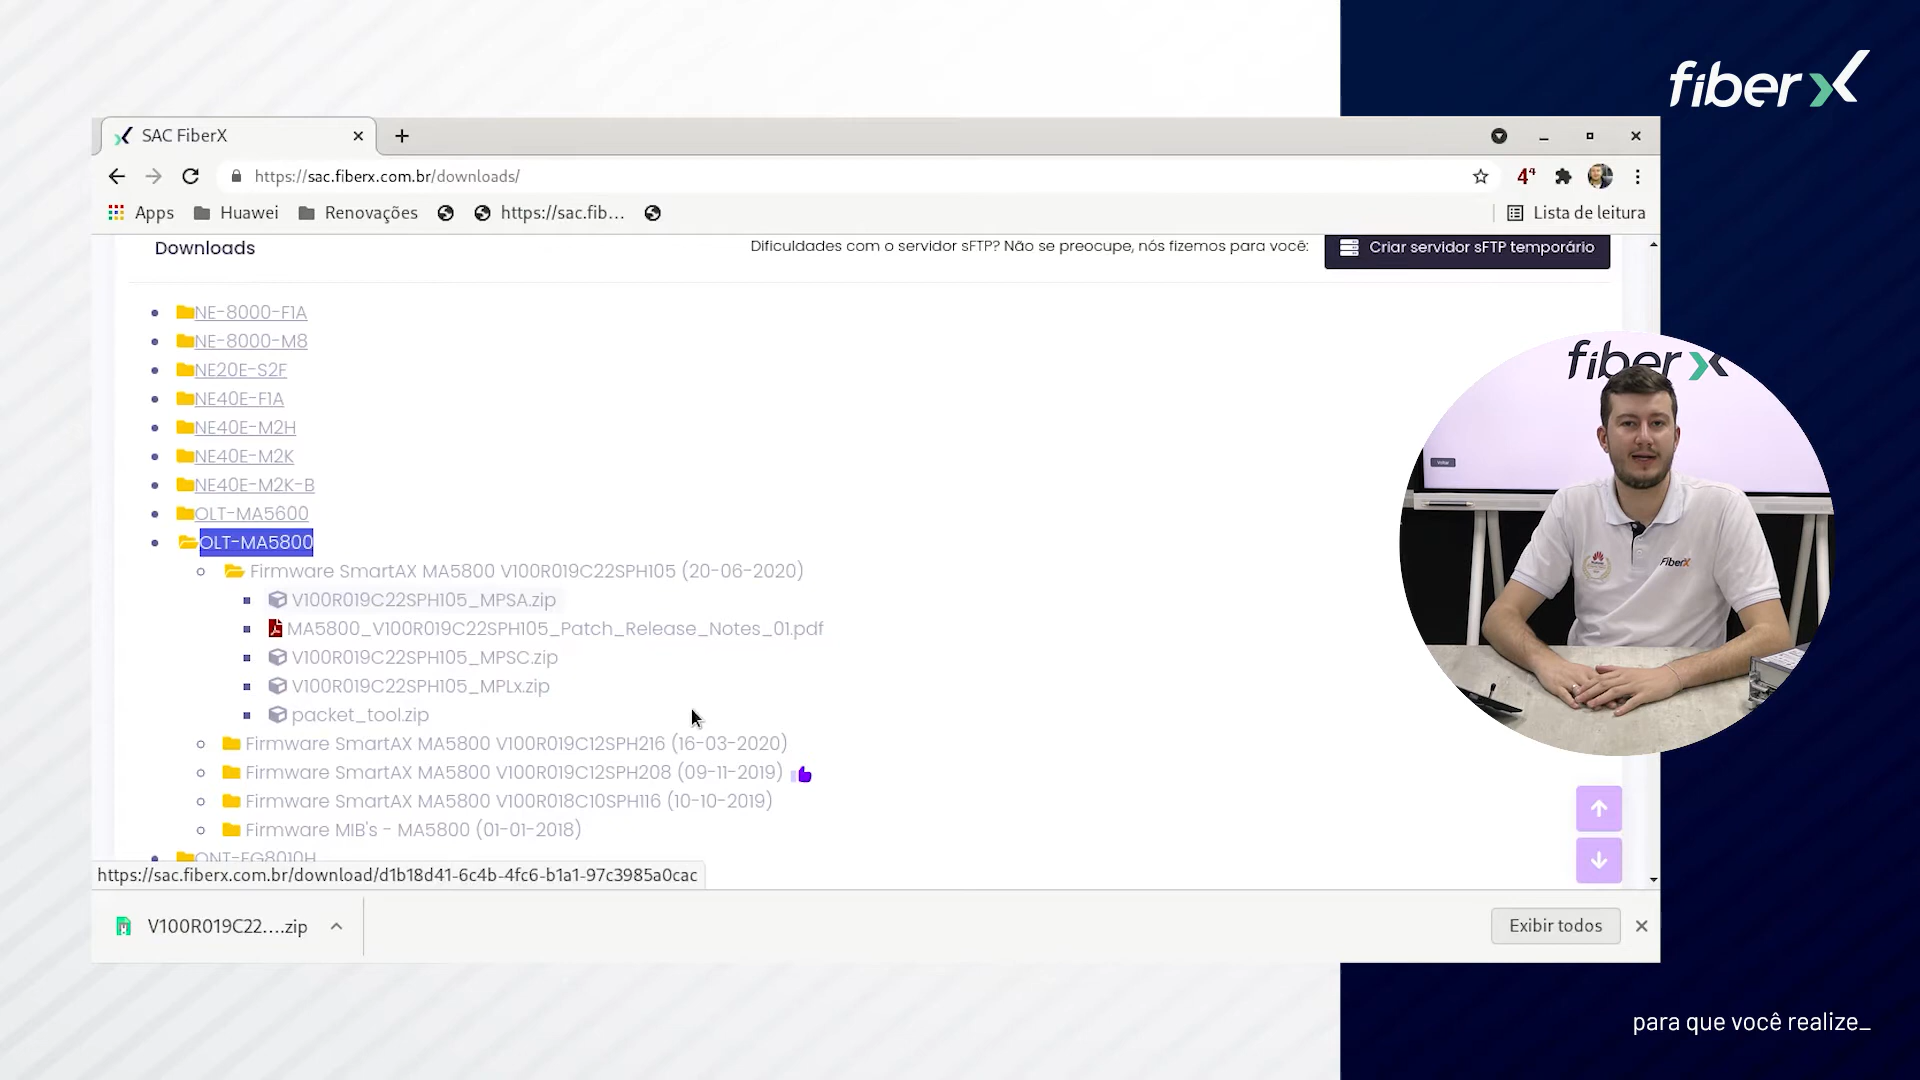 fiberx
SAC FiberX
https://sac.fiberx.com.br/downloads/
4⁴
Apps
Huawei
Renovações
https://sac.fib...
Lista de leitura
Downloads
Dificuldades com o servidor sFTP? Não se preocupe, nós fizemos para você:
Criar servidor sFTP temporário
NE-8000-F1A
NE-8000-M8
NE20E-S2F
NE40E-F1A
NE40E-M2H
NE40E-M2K
NE40E-M2K-B
OLT-MA5600
OLT-MA5800
Firmware SmartAX MA5800 V100R019C22SPH105 (20-06-2020)
V100R019C22SPH105_MPSA.zip
MA5800_V100R019C22SPH105_Patch_Release_Notes_01.pdf
V100R019C22SPH105_MPSC.zip
V100R019C22SPH105_MPLx.zip
packet_tool.zip
Firmware SmartAX MA5800 V100R019C12SPH216 (16-03-2020)
Firmware SmartAX MA5800 V100R019C12SPH208 (09-11-2019)
Firmware SmartAX MA5800 V100R018C10SPH116 (10-10-2019)
Firmware MIB's - MA5800 (01-01-2018)
ONT-EG8010H
https://sac.fiberx.com.br/download/d1b18d41-6c4b-4fc6-b1a1-97c3985a0cac
V100R019C22....zip
Exibir todos
fiberx
FiberX
para que você realize_